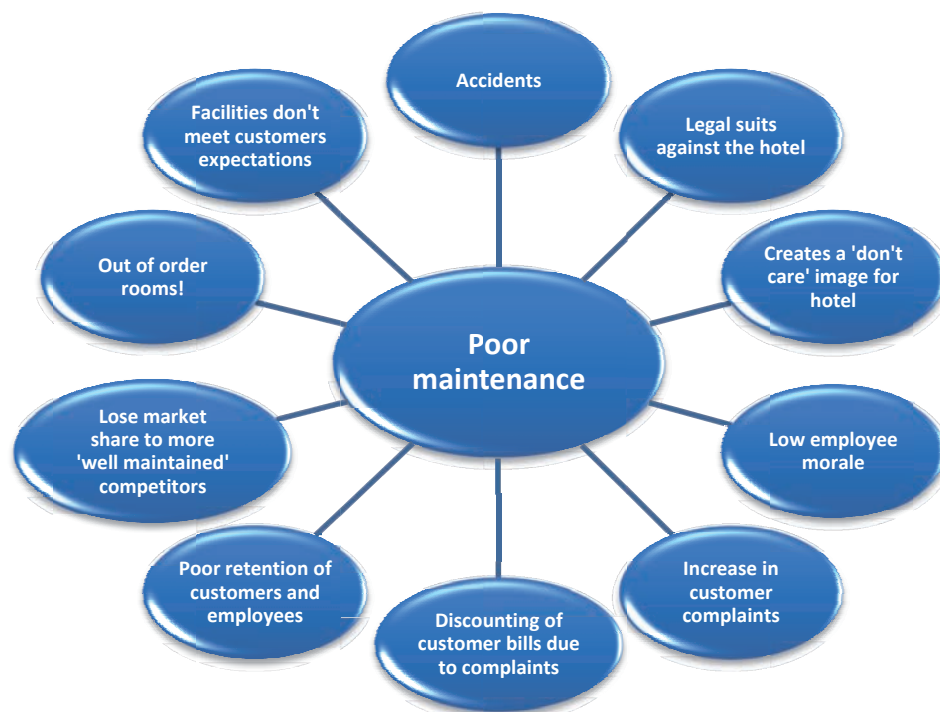 Poor
maintenance
Accidents
Legal suits
against the hotel
Creates a 'don't
care' image for
hotel
Low employee
morale
Increase in
customer
complaints
Discounting of
customer bills due
to complaints
Poor retention of
customers and
employees
Lose market
share to more
'well maintained'
competitors
Out of order
rooms!
Facilities don't
meet customers
expectations